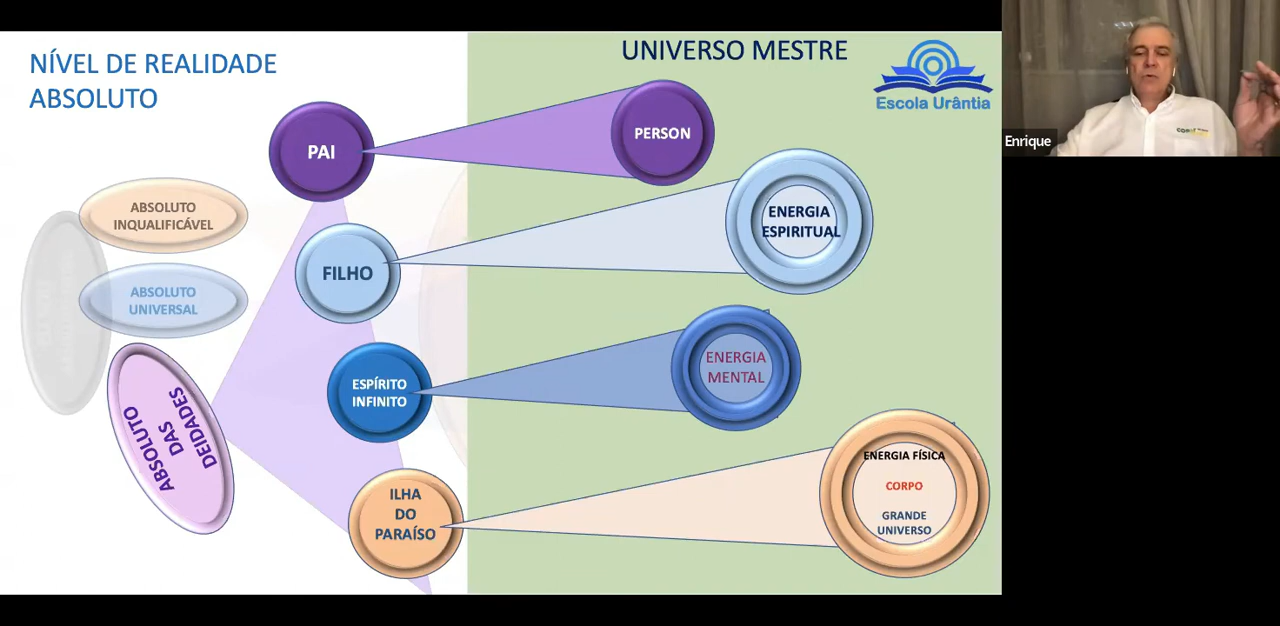 NÍVEL DE REALIDADE
ABSOLUTO
UNIVERSO MESTRE
Escola Urântia
Enrique
PAI
PERSON
ABSOLUTO
INQUALIFICÁVEL
ENERGIA
ESPIRITUAL
FILHO
ABSOLUTO
UNIVERSAL
ENERGIA
MENTAL
ESPÍRITO
INFINITO
ABSOLUTO
DAS
DEIDADES
ENERGIA FÍSICA
CORPO
GRANDE
UNIVERSO
ILHA
DO
PARAÍSO